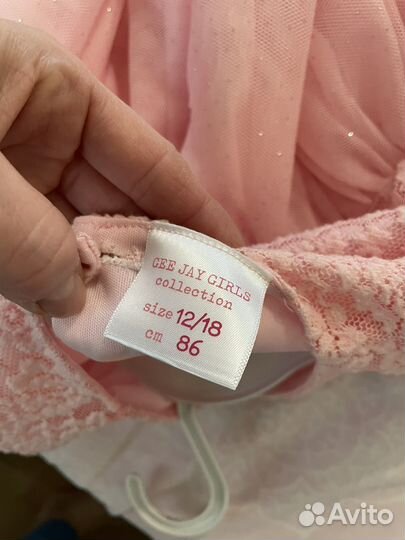 GEE JAY GIRLS
collection
size 12/18
cm 86
Avito